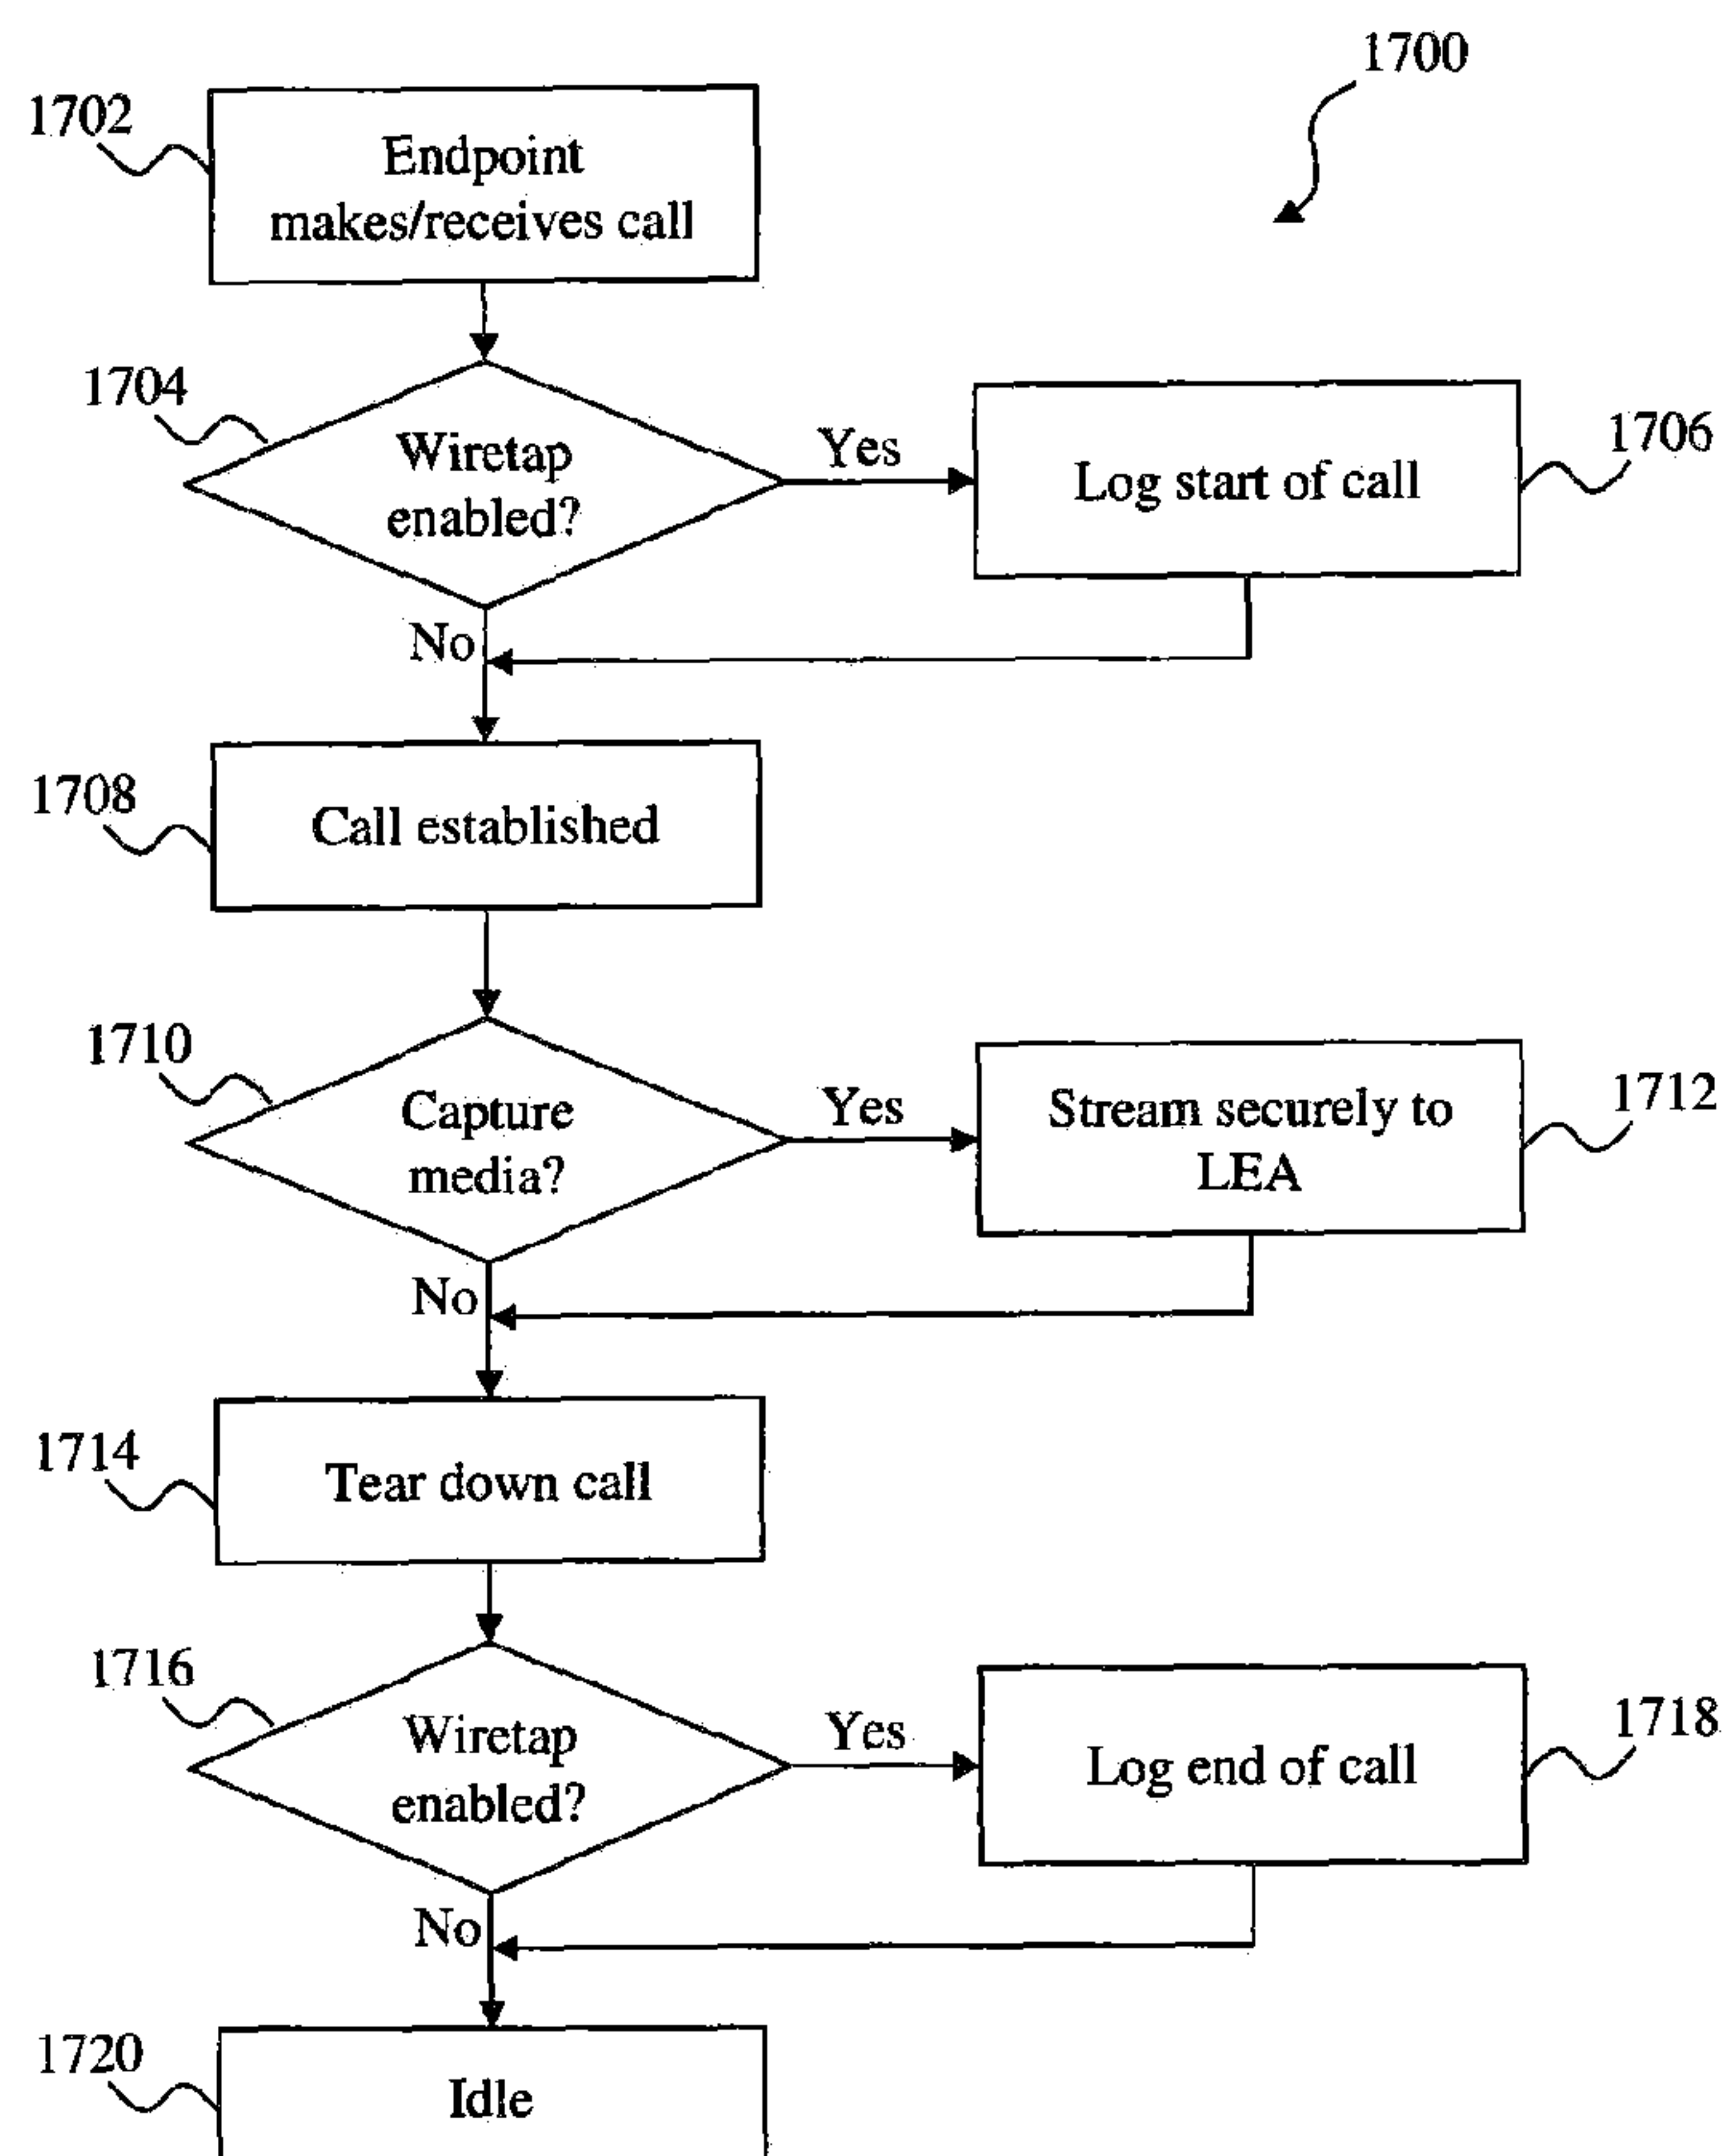 1700
1702
Endpoint
makes/receives call
1704
Wiretap
enabled?
Yes
Log start of call
1706
No
1708
Call established
1710
Capture
media?
Yes
Stream securely to
LEA
1712
No
1714
Tear down call
1716
Wiretap
enabled?
Yes
Log end of call
1718
No
1720
Idle